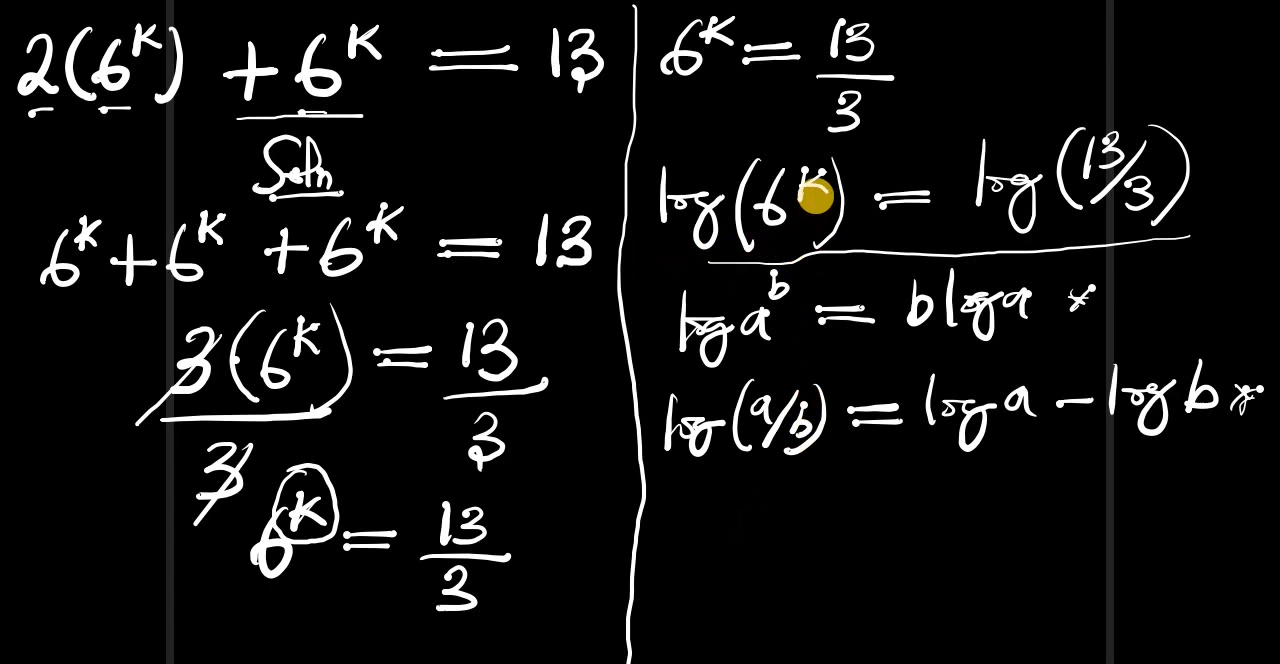 2(6^k) + 6^k = 13
Soln
6^k + 6^k + 6^k = 13
3(6^k)/3 = 13/3
6^k = 13/3
6^k = 13/3
log(6^k) = log(13/3)
log a^b = b log a *
log(a/b) = log a - log b *